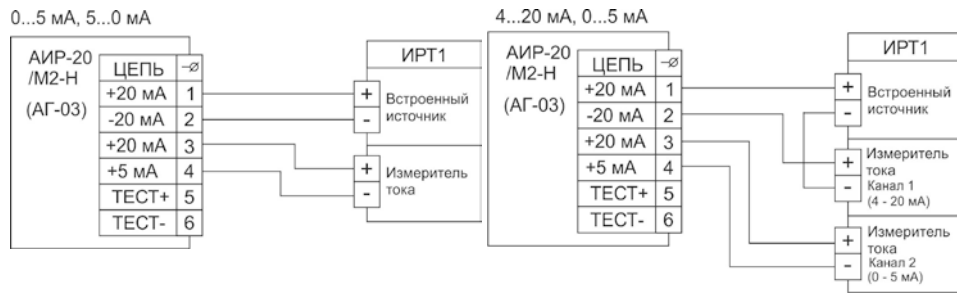 0...5 мА, 5...0 мА
АИР-20
/М2-Н
(АГ-03)
ЦЕПЬ
+20 мА 1
-20 мА 2
+20 мА 3
+5 мА 4
ТЕСТ+ 5
ТЕСТ- 6
ИРТ1
+
Встроенный
-
источник
+
Измеритель
-
тока
4...20 мА, 0...5 мА
АИР-20
/М2-Н
(АГ-03)
ЦЕПЬ
+20 мА 1
-20 мА 2
+20 мА 3
+5 мА 4
ТЕСТ+ 5
ТЕСТ- 6
ИРТ1
+
Встроенный
-
источник
+
Измеритель
тока
-
Канал 1
(4 - 20 мА)
+
Измеритель
тока
-
Канал 2
(0 - 5 мА)